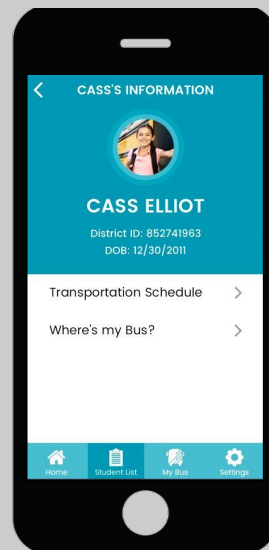 CASS'S INFORMATION
CASS ELLIOT
District ID: 852741963
DOB: 12/30/2011
Transportation Schedule
Where's my Bus?
Home Student List My Bus Settings